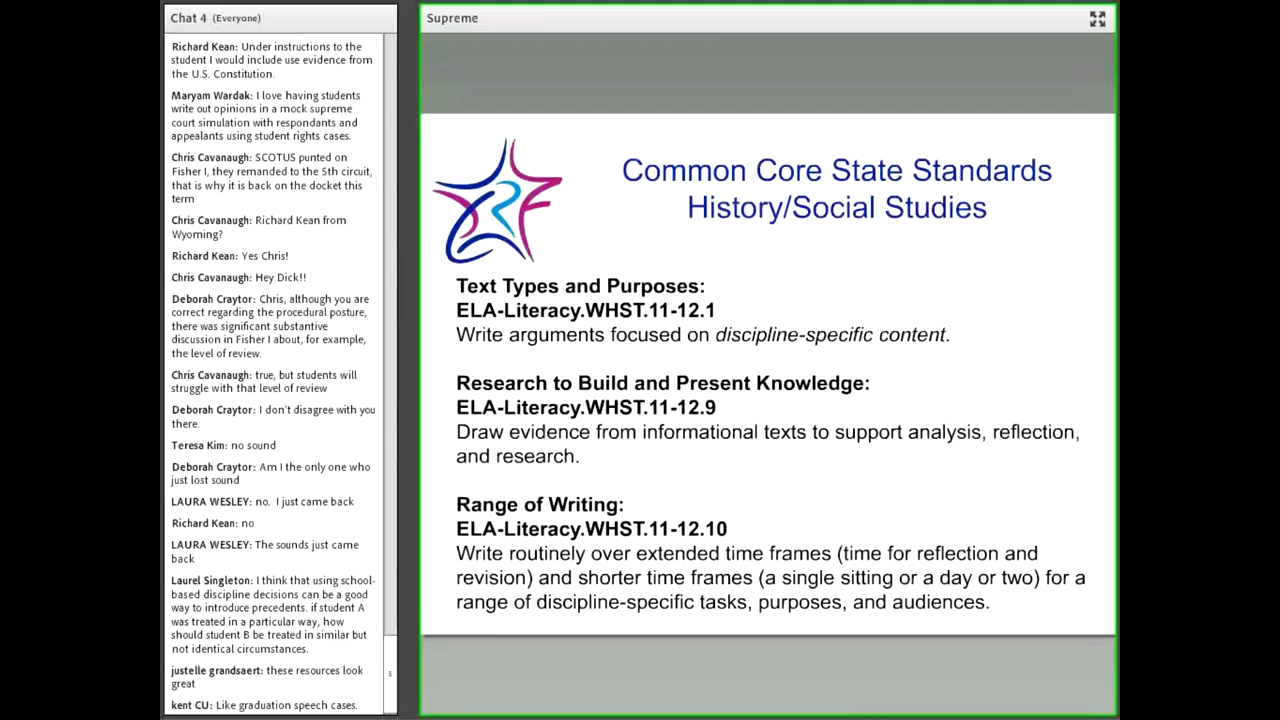 Chat 4 (Everyone)
Richard Kean: Under instructions to the
student I would include use evidence from
the U.S. Constitution.
Maryam Wardak: I love having students
write out opinions in a mock supreme
court simulation with respondants and
appealants using student rights cases.
Chris Cavanaugh: SCOTUS punted on
Fisher I, they remanded to the 5th circuit,
that is why it is back on the docket this
term
Chris Cavanaugh: Richard Kean from
Wyoming?
Richard Kean: Yes Chris!
Chris Cavanaugh: Hey Dick!!
Deborah Craytor: Chris, although you are
correct regarding the procedural posture,
there was significant substantive
discussion in Fisher I about, for example,
the level of review.
Chris Cavanaugh: true, but students will
struggle with that level of review
Deborah Craytor: I don't disagree with you
there.
Teresa Kim: no sound
Deborah Craytor: Am I the only one who
just lost sound
LAURA WESLEY: no. I just came back
Richard Kean: no
LAURA WESLEY: The sounds just came
back
Laurel Singleton: I think that using school-
based discipline decisions can be a good
way to introduce precedents. if student A
was treated in a particular way, how
should student B be treated in similar but
not identical circumstances.
justelle grandsaert: these resources look
great
kent CU: Like graduation speech cases.
Supreme
CRF
Common Core State Standards
History/Social Studies
Text Types and Purposes:
ELA-Literacy.WHST.11-12.1
Write arguments focused on discipline-specific content.
Research to Build and Present Knowledge:
ELA-Literacy.WHST.11-12.9
Draw evidence from informational texts to support analysis, reflection,
and research.
Range of Writing:
ELA-Literacy.WHST.11-12.10
Write routinely over extended time frames (time for reflection and
revision) and shorter time frames (a single sitting or a day or two) for a
range of discipline-specific tasks, purposes, and audiences.